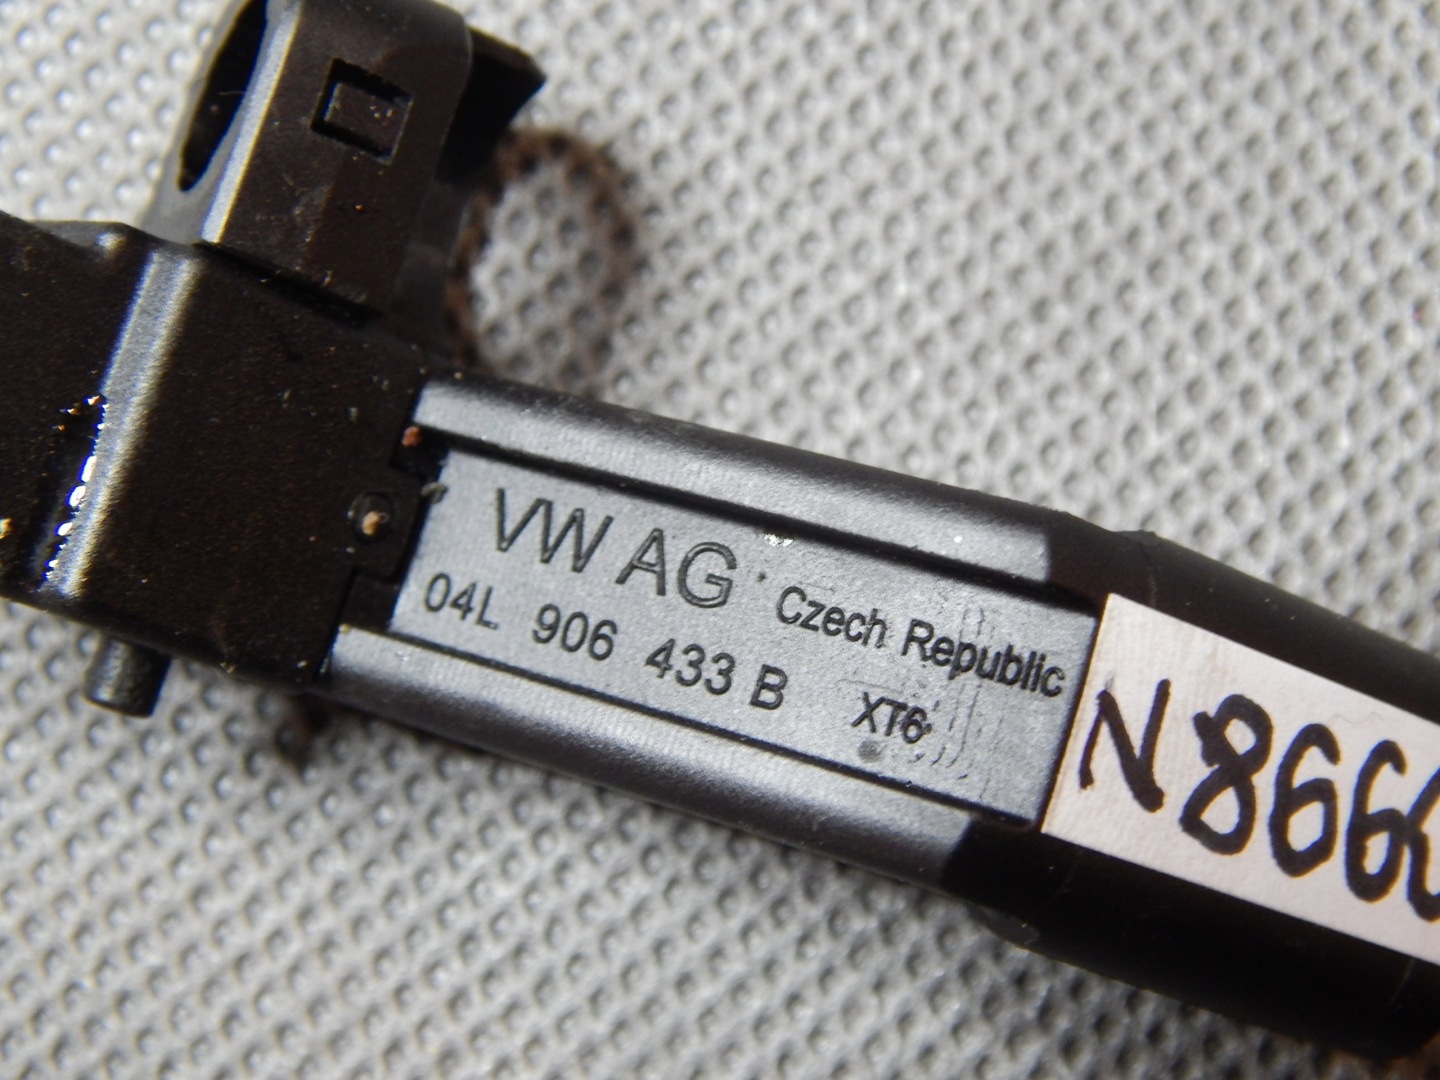 VW AG Czech Republic
04L 906 433 B XT6
N866